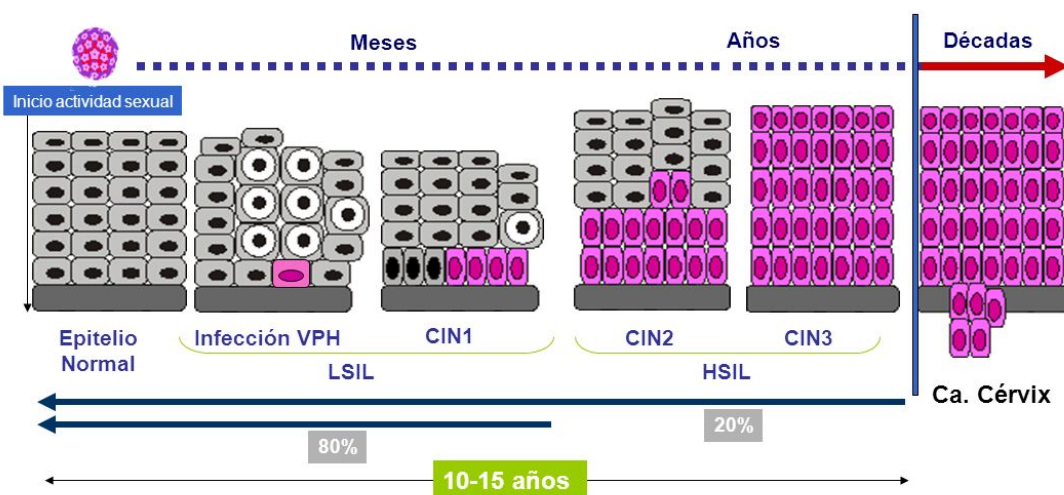 Meses
Años
Décadas
Inicio actividad sexual
Epitelio
Normal
Infección VPH
CIN1
CIN2
CIN3
LSIL
HSIL
Ca. Cérvix
20%
80%
10-15 años